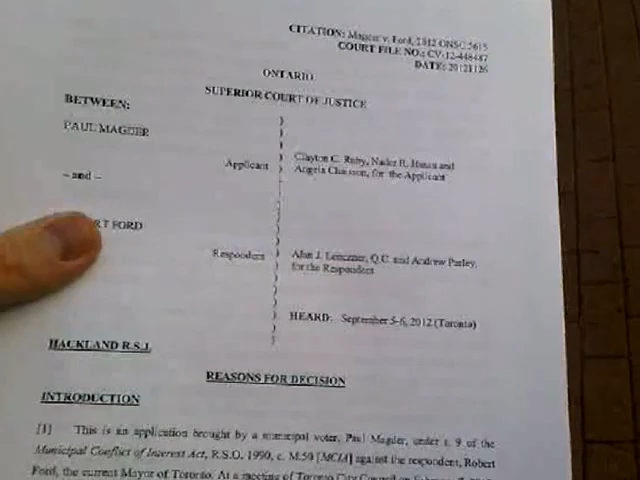 CITATION: Magder v. Ford, 2012 ONSC 5615
COURT FILE NO.: CV-12-448487
DATE: 20121126
ONTARIO
SUPERIOR COURT OF JUSTICE
BETWEEN:
PAUL MAGDER
Applicant
– and –
RT FORD
Respondent
)
)
)
)
)
)
)
)
)
)
)
)
)
Clayton C. Ruby, Nader R. Hasan and
Angela Chaisson, for the Applicant
Alan J. Lenczner, Q.C. and Andrew Parley,
for the Respondent
HEARD: September 5-6, 2012 (Toronto)
HACKLAND R.S.J.
REASONS FOR DECISION
INTRODUCTION
[1] This is an application brought by a municipal voter, Paul Magder, under s. 9 of the
Municipal Conflict of Interest Act, R.S.O. 1990, c. M.50 [MCIA] against the respondent, Robert
Ford, the current Mayor of Toronto. At a meeting of Toronto City Council on February